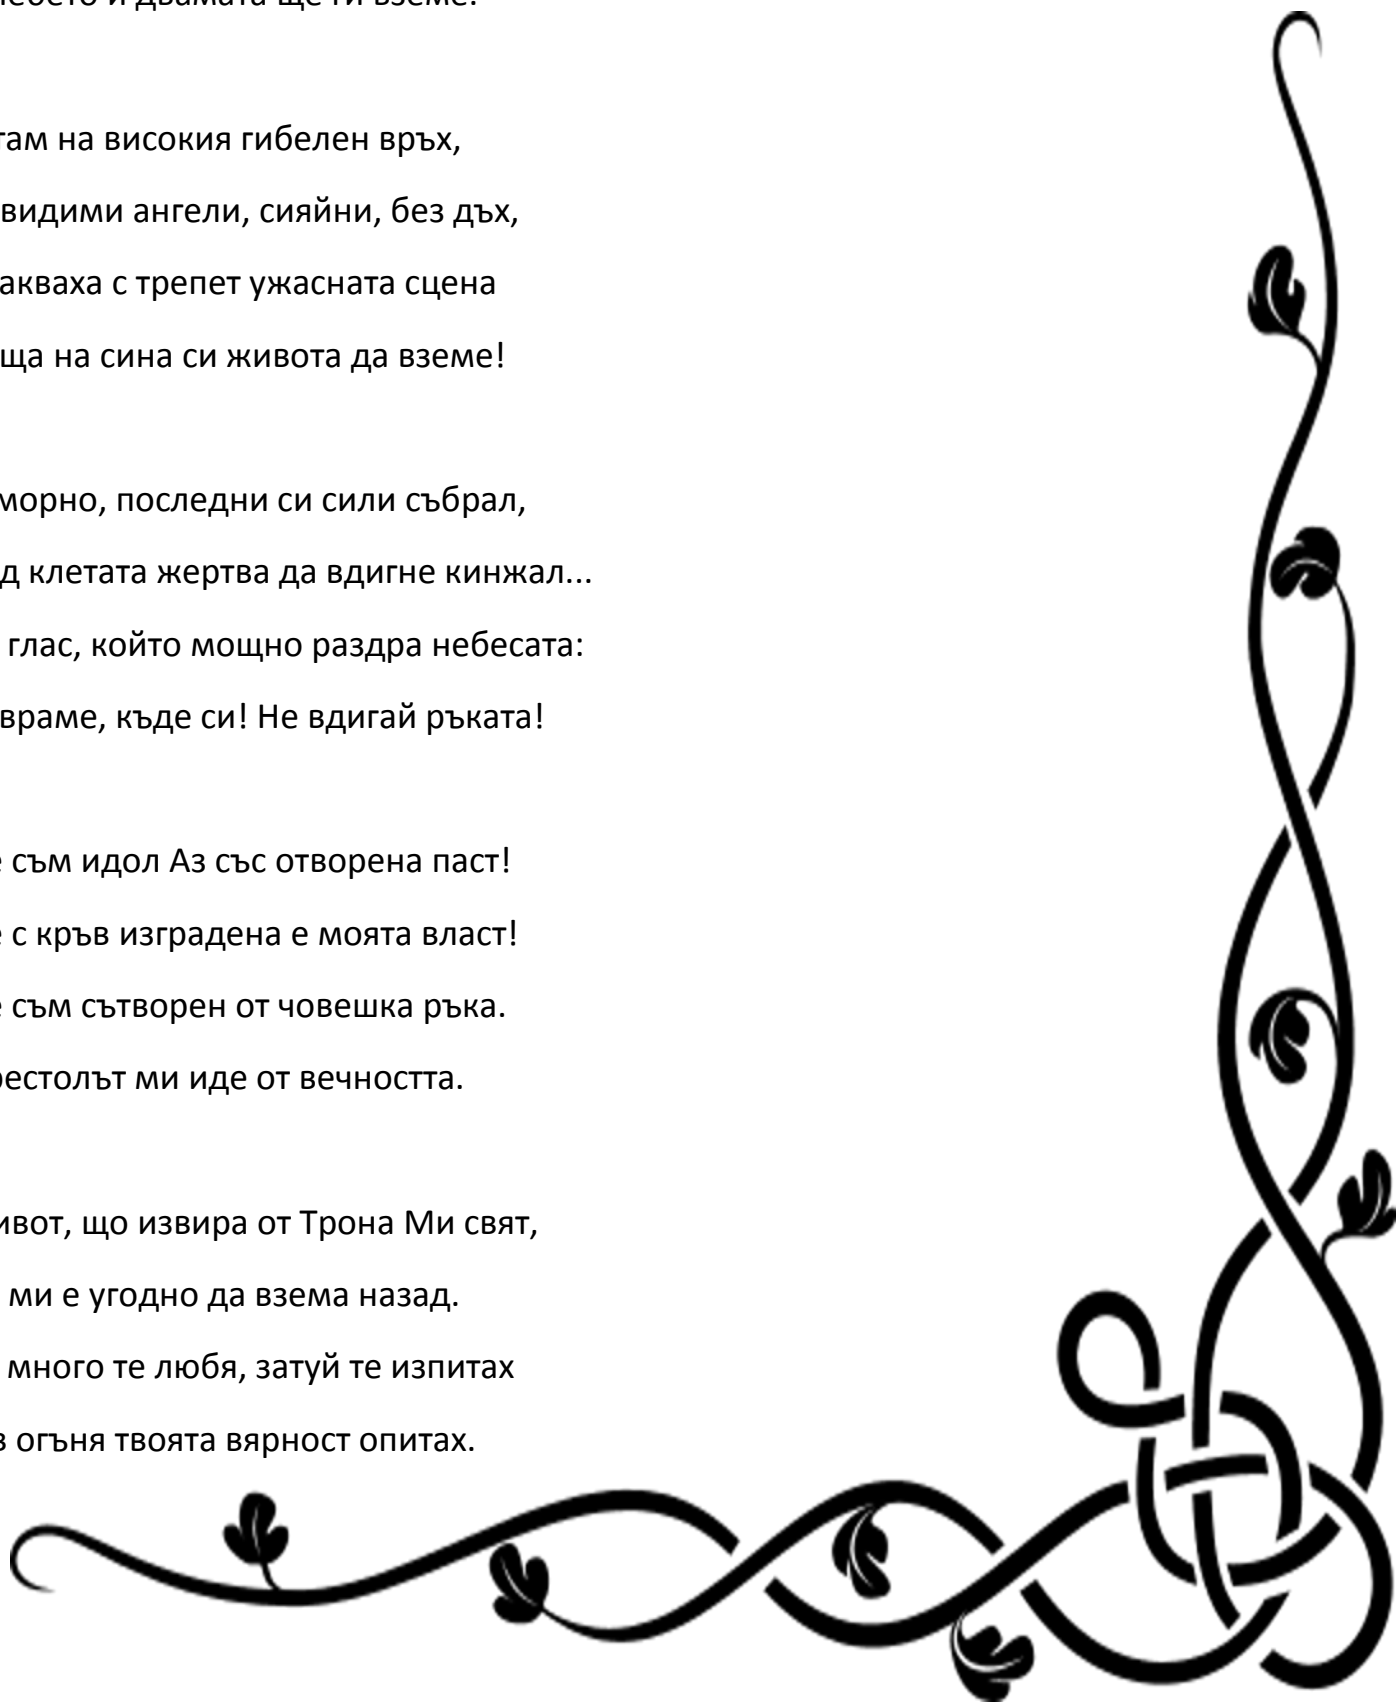 небето и двамата ще ги вземе.
там на високия гибелен връх,
видими ангели, сияйни, без дъх,
акваха с трепет ужасната сцена
ща на сина си живота да вземе!
морно, последни си сили събрал,
д клетата жертва да вдигне кинжал...
глас, който мощно раздра небесата:
враме, къде си! Не вдигай ръката!
е съм идол Аз със отворена паст!
е с кръв изградена е моята власт!
е съм сътворен от човешка ръка.
рестолът ми иде от вечността.
ивот, що извира от Трона Ми свят,
ми е угодно да взема назад.
много те любя, затуй те изпитах
в огъня твоята вярност опитах.